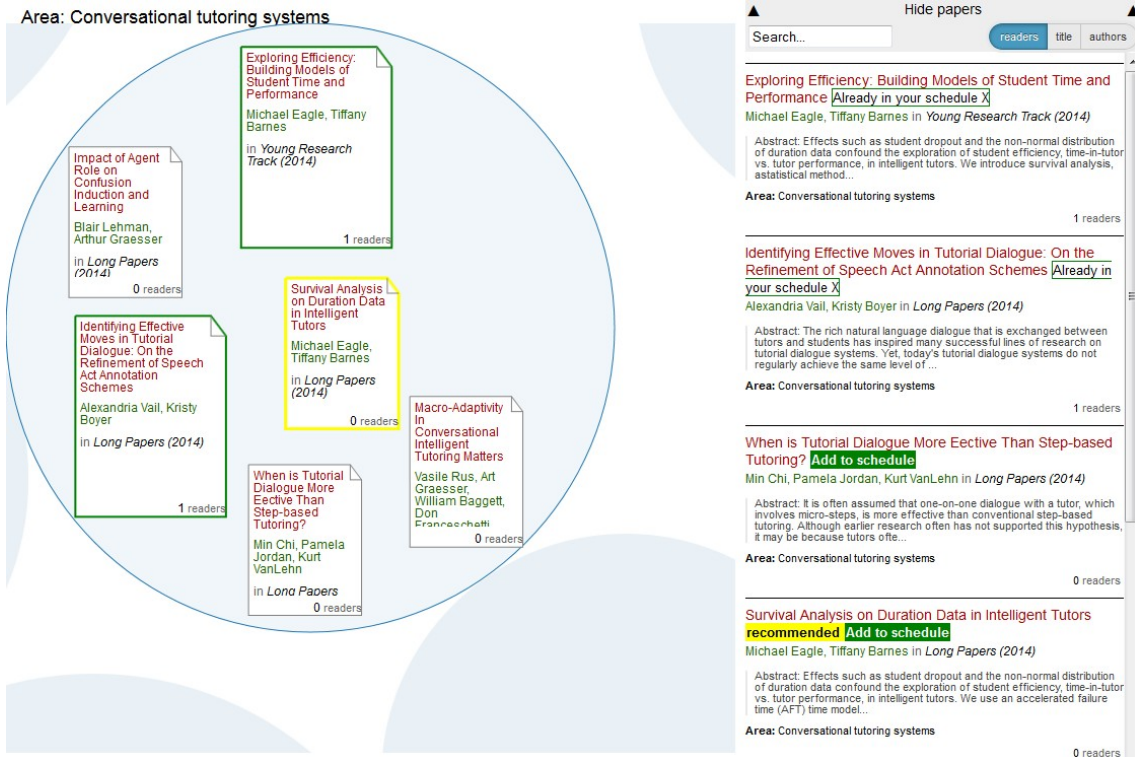 Area: Conversational tutoring systems
Exploring Efficiency:
Building Models of
Student Time and
Performance
Michael Eagle, Tiffany
Barnes
in Young Research
Track (2014)
1 readers
Impact of Agent
Role on
Confusion
Induction and
Learning
Blair Lehman,
Arthur Graesser
in Long Papers
(2014)
0 readers
Survival Analysis
on Duration Data
in Intelligent
Tutors
Michael Eagle,
Tiffany Barnes
in Long Papers
(2014)
0 readers
Identifying Effective
Moves in Tutorial
Dialogue: On the
Refinement of Speech
Act Annotation
Schemes
Alexandria Vail, Kristy
Boyer
in Long Papers (2014)
1 readers
Macro-Adaptivity
In
Conversational
Intelligent
Tutoring Matters
Vasile Rus, Art
Graesser,
William Baggett,
Don
Franceschetti
0 readers
When is Tutorial
Dialogue More
Eective Than
Step-based
Tutoring?
Min Chi, Pamela
Jordan, Kurt
VanLehn
in Long Papers
0 readers
▲ Hide papers ▲
Search... readers title authors
Exploring Efficiency: Building Models of Student Time and
Performance Already in your schedule X
Michael Eagle, Tiffany Barnes in Young Research Track (2014)
Abstract: Effects such as student dropout and the non-normal distribution
of duration data confound the exploration of student efficiency, time-in-tutor
vs. tutor performance, in intelligent tutors. We introduce survival analysis,
astatistical method...
Area: Conversational tutoring systems
1 readers
Identifying Effective Moves in Tutorial Dialogue: On the
Refinement of Speech Act Annotation Schemes Already in
your schedule X
Alexandria Vail, Kristy Boyer in Long Papers (2014)
Abstract: The rich natural language dialogue that is exchanged between
tutors and students has inspired many successful lines of research on
tutorial dialogue systems. Yet, today's tutorial dialogue systems do not
regularly achieve the same level of ...
Area: Conversational tutoring systems
1 readers
When is Tutorial Dialogue More Eective Than Step-based
Tutoring? Add to schedule
Min Chi, Pamela Jordan, Kurt VanLehn in Long Papers (2014)
Abstract: It is often assumed that one-on-one dialogue with a tutor, which
involves micro-steps, is more effective than conventional step-based
tutoring. Although earlier research often has not supported this hypothesis,
it may be because tutors ofte...
Area: Conversational tutoring systems
0 readers
Survival Analysis on Duration Data in Intelligent Tutors
recommended Add to schedule
Michael Eagle, Tiffany Barnes in Long Papers (2014)
Abstract: Effects such as student dropout and the non-normal distribution
of duration data confound the exploration of student efficiency, time-in-tutor
vs. tutor performance, in intelligent tutors. We use an accelerated failure
time (AFT) time model...
Area: Conversational tutoring systems
0 readers